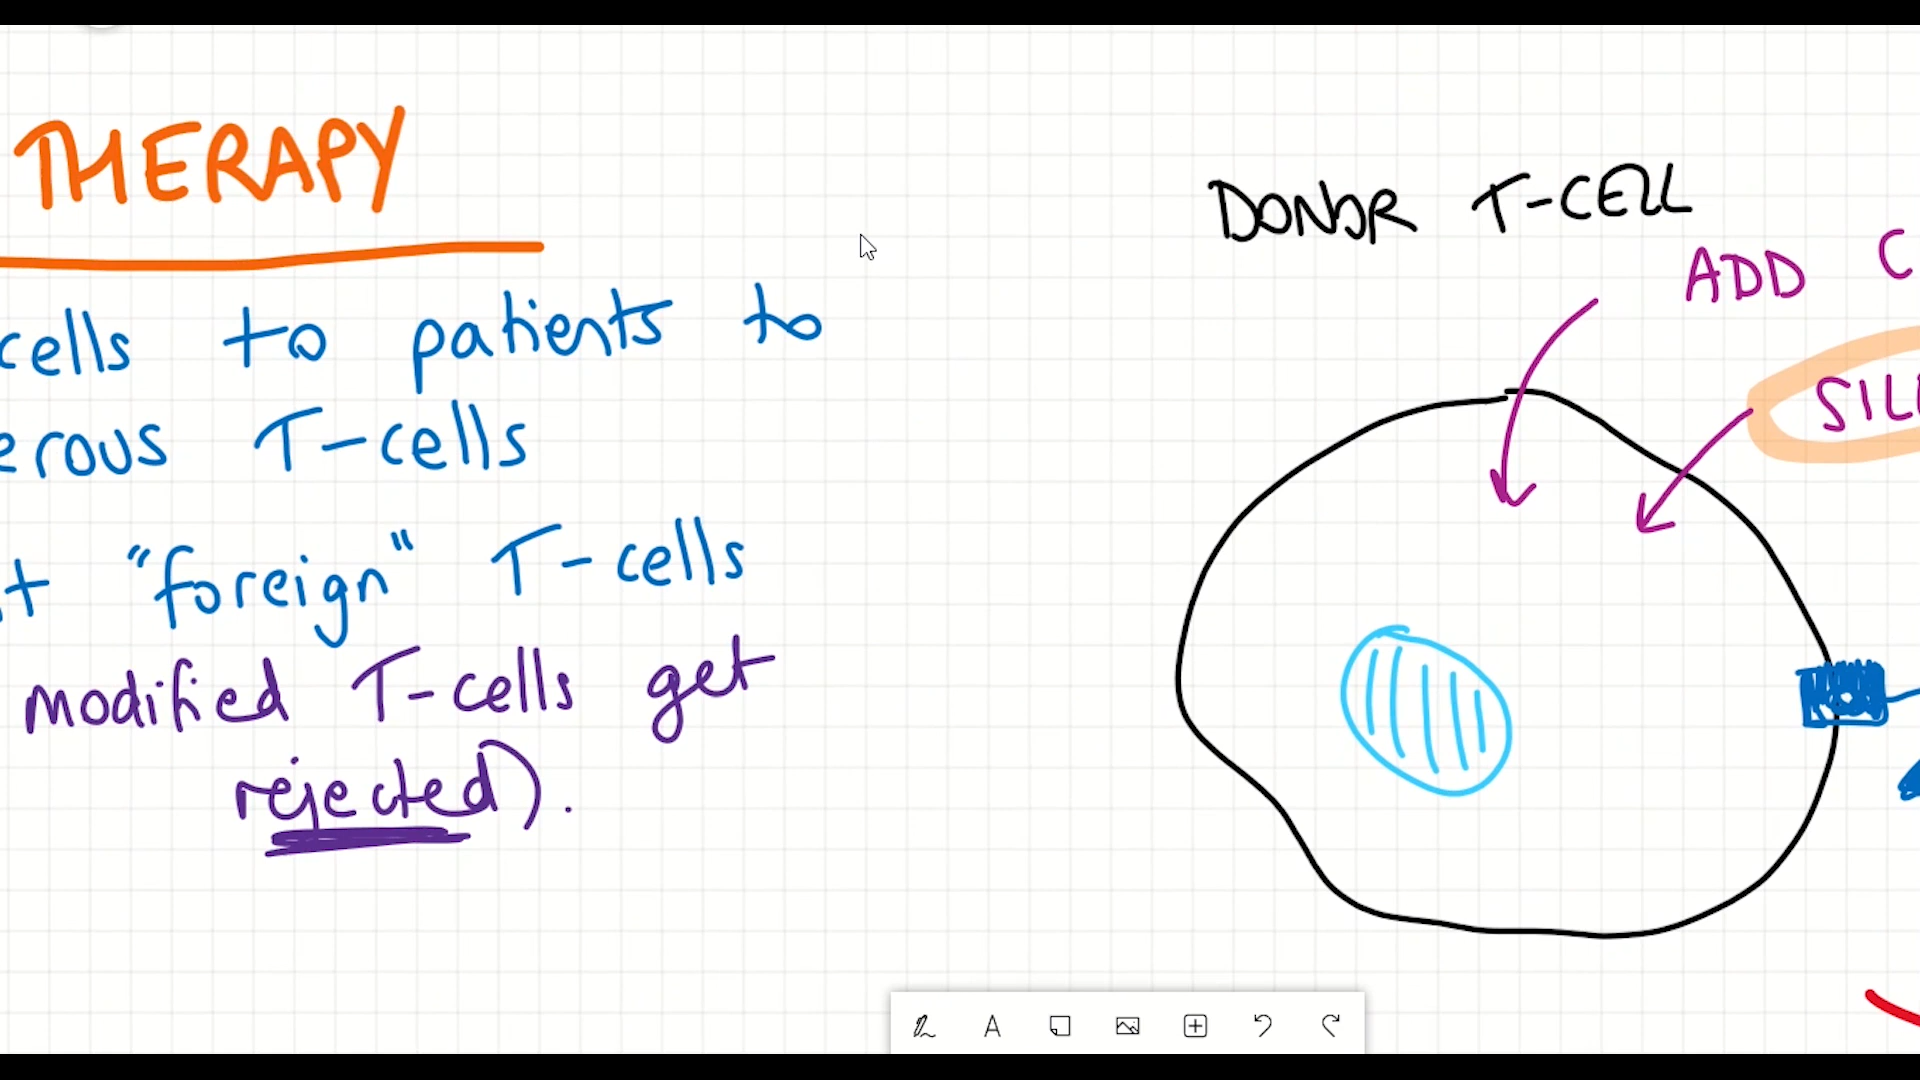 THERAPY
cells to patients to
erous T-cells
t "foreign" T-cells
modified T-cells get
rejected).
DONOR T-CELL
ADD C
SIL
A